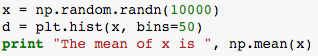 x = np.random.randn(10000)
d = plt.hist(x, bins=50)
print "The mean of x is ", np.mean(x)